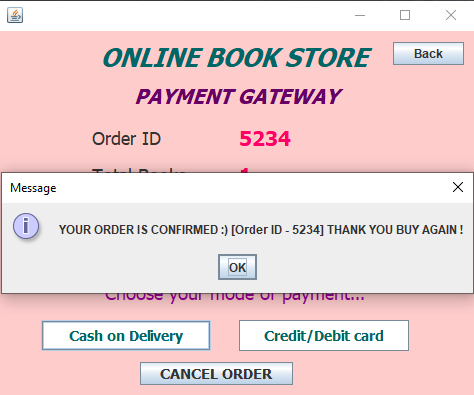 ONLINE BOOK STORE
Back
PAYMENT GATEWAY
Order ID 5234
Total Books 1
Message
YOUR ORDER IS CONFIRMED :) [Order ID - 5234] THANK YOU BUY AGAIN !
OK
Choose your mode of payment...
Cash on Delivery
Credit/Debit card
CANCEL ORDER